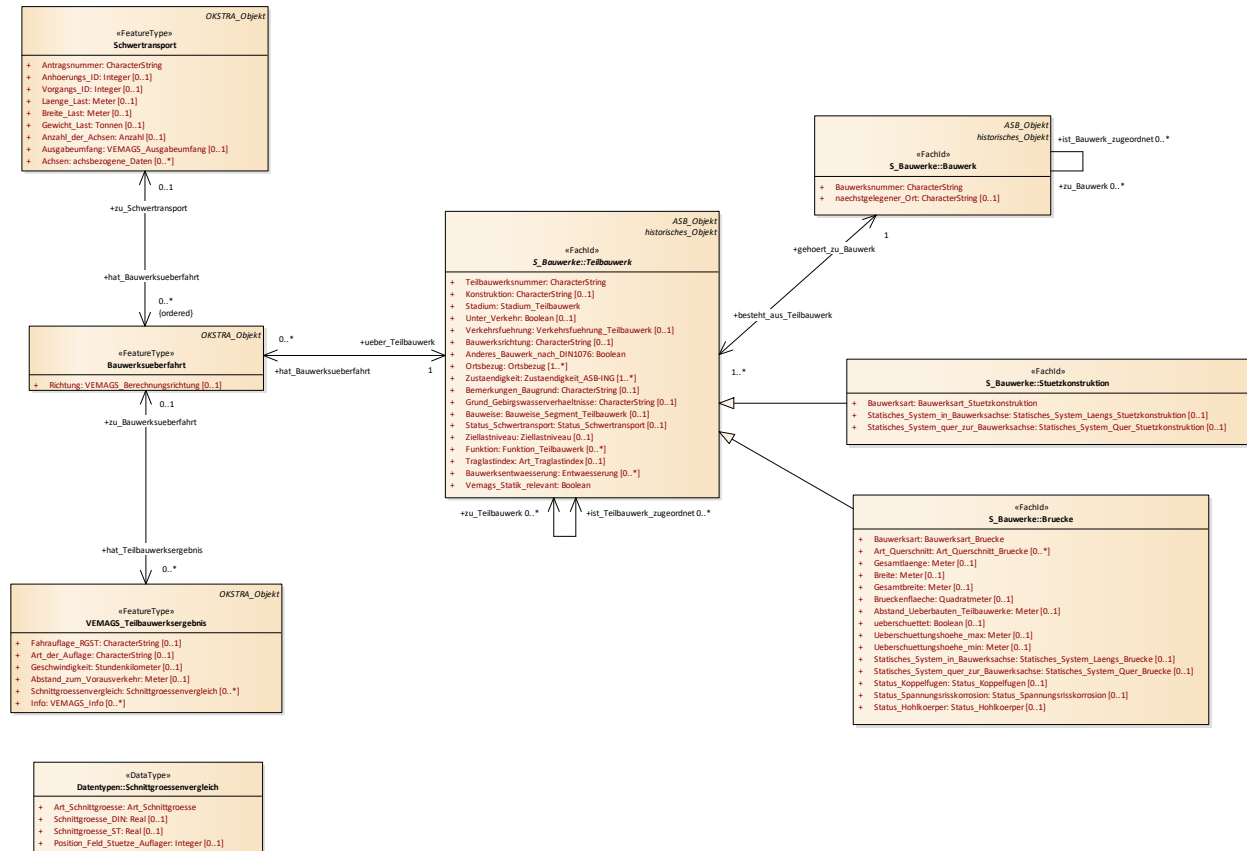 OKSTRA_Objekt
«FeatureType»
Schwertransport
+ Antragsnummer: CharacterString
+ Anhoerungs_ID: Integer [0..1]
+ Vorgangs_ID: Integer [0..1]
+ Laenge_Last: Meter [0..1]
+ Breite_Last: Meter [0..1]
+ Gewicht_Last: Tonnen [0..1]
+ Anzahl_der_Achsen: Anzahl [0..1]
+ Ausgabeumfang: VEMAGS_Ausgabeumfang [0..1]
+ Achsen: achsbezogene_Daten [0..*]
0..1
+zu_Schwertransport
+hat_Bauwerksueberfahrt
0..*
{ordered}
OKSTRA_Objekt
«FeatureType»
Bauwerksueberfahrt
+ Richtung: VEMAGS_Berechnungsrichtung [0..1]
0..*
+ueber_Teilbauwerk
+hat_Bauwerksueberfahrt
1
0..1
+zu_Bauwerksueberfahrt
+hat_Teilbauwerksergebnis
0..*
OKSTRA_Objekt
«FeatureType»
VEMAGS_Teilbauwerksergebnis
+ Fahrauflage_RGST: CharacterString [0..1]
+ Art_der_Auflage: CharacterString [0..1]
+ Geschwindigkeit: Stundenkilometer [0..1]
+ Abstand_zum_Vorausverkehr: Meter [0..1]
+ Schnittgroessenvergleich: Schnittgroessenvergleich [0..*]
+ Info: VEMAGS_Info [0..*]
«DataType»
Datentypen::Schnittgroessenvergleich
+ Art_Schnittgroesse: Art_Schnittgroesse
+ Schnittgroesse_DIN: Real [0..1]
+ Schnittgroesse_ST: Real [0..1]
+ Position_Feld_Stuetze_Auflager: Integer [0..1]
ASB_Objekt
historisches_Objekt
«FachId»
S_Bauwerke::Teilbauwerk
+ Teilbauwerksnummer: CharacterString
+ Konstruktion: CharacterString [0..1]
+ Stadium: Stadium_Teilbauwerk
+ Unter_Verkehr: Boolean [0..1]
+ Verkehrsfuehrung: Verkehrsfuehrung_Teilbauwerk [0..1]
+ Bauwerksrichtung: CharacterString [0..1]
+ Anderes_Bauwerk_nach_DIN1076: Boolean
+ Ortsbezug: Ortsbezug [1..*]
+ Zustaendigkeit: Zustaendigkeit_ASB-ING [1..*]
+ Bemerkungen_Baugrund: CharacterString [0..1]
+ Grund_Gebirgswasserverhaeltnisse: CharacterString [0..1]
+ Bauweise: Bauweise_Segment_Teilbauwerk [0..1]
+ Status_Schwertransport: Status_Schwertransport [0..1]
+ Ziellastniveau: Ziellastniveau [0..1]
+ Funktion: Funktion_Teilbauwerk [0..*]
+ Traglastindex: Art_Traglastindex [0..1]
+ Bauwerksentwaesserung: Entwaesserung [0..*]
+ Vemags_Statik_relevant: Boolean
+zu_Teilbauwerk 0..*
+ist_Teilbauwerk_zugeordnet 0..*
ASB_Objekt
historisches_Objekt
«FachId»
S_Bauwerke::Bauwerk
+ Bauwerksnummer: CharacterString
+ naechstgelegener_Ort: CharacterString [0..1]
+ist_Bauwerk_zugeordnet 0..*
+zu_Bauwerk 0..*
1
+gehoert_zu_Bauwerk
+besteht_aus_Teilbauwerk
1..*
«FachId»
S_Bauwerke::Stuetzkonstruktion
+ Bauwerksart: Bauwerksart_Stuetzkonstruktion
+ Statisches_System_in_Bauwerksachse: Statisches_System_Laengs_Stuetzkonstruktion [0..1]
+ Statisches_System_quer_zur_Bauwerksachse: Statisches_System_Quer_Stuetzkonstruktion [0..1]
«FachId»
S_Bauwerke::Bruecke
+ Bauwerksart: Bauwerksart_Bruecke
+ Art_Querschnitt: Art_Querschnitt_Bruecke [0..*]
+ Gesamtlaenge: Meter [0..1]
+ Breite: Meter [0..1]
+ Gesamtbreite: Meter [0..1]
+ Brueckenflaeche: Quadratmeter [0..1]
+ Abstand_Ueberbauten_Teilbauwerke: Meter [0..1]
+ ueberschuettet: Boolean [0..1]
+ Ueberschuettungshoehe_max: Meter [0..1]
+ Ueberschuettungshoehe_min: Meter [0..1]
+ Statisches_System_in_Bauwerksachse: Statisches_System_Laengs_Bruecke [0..1]
+ Statisches_System_quer_zur_Bauwerksachse: Statisches_System_Quer_Bruecke [0..1]
+ Status_Koppelfugen: Status_Koppelfugen [0..1]
+ Status_Spannungsrisskorrosion: Status_Spannungsrisskorrosion [0..1]
+ Status_Hohlkoerper: Status_Hohlkoerper [0..1]